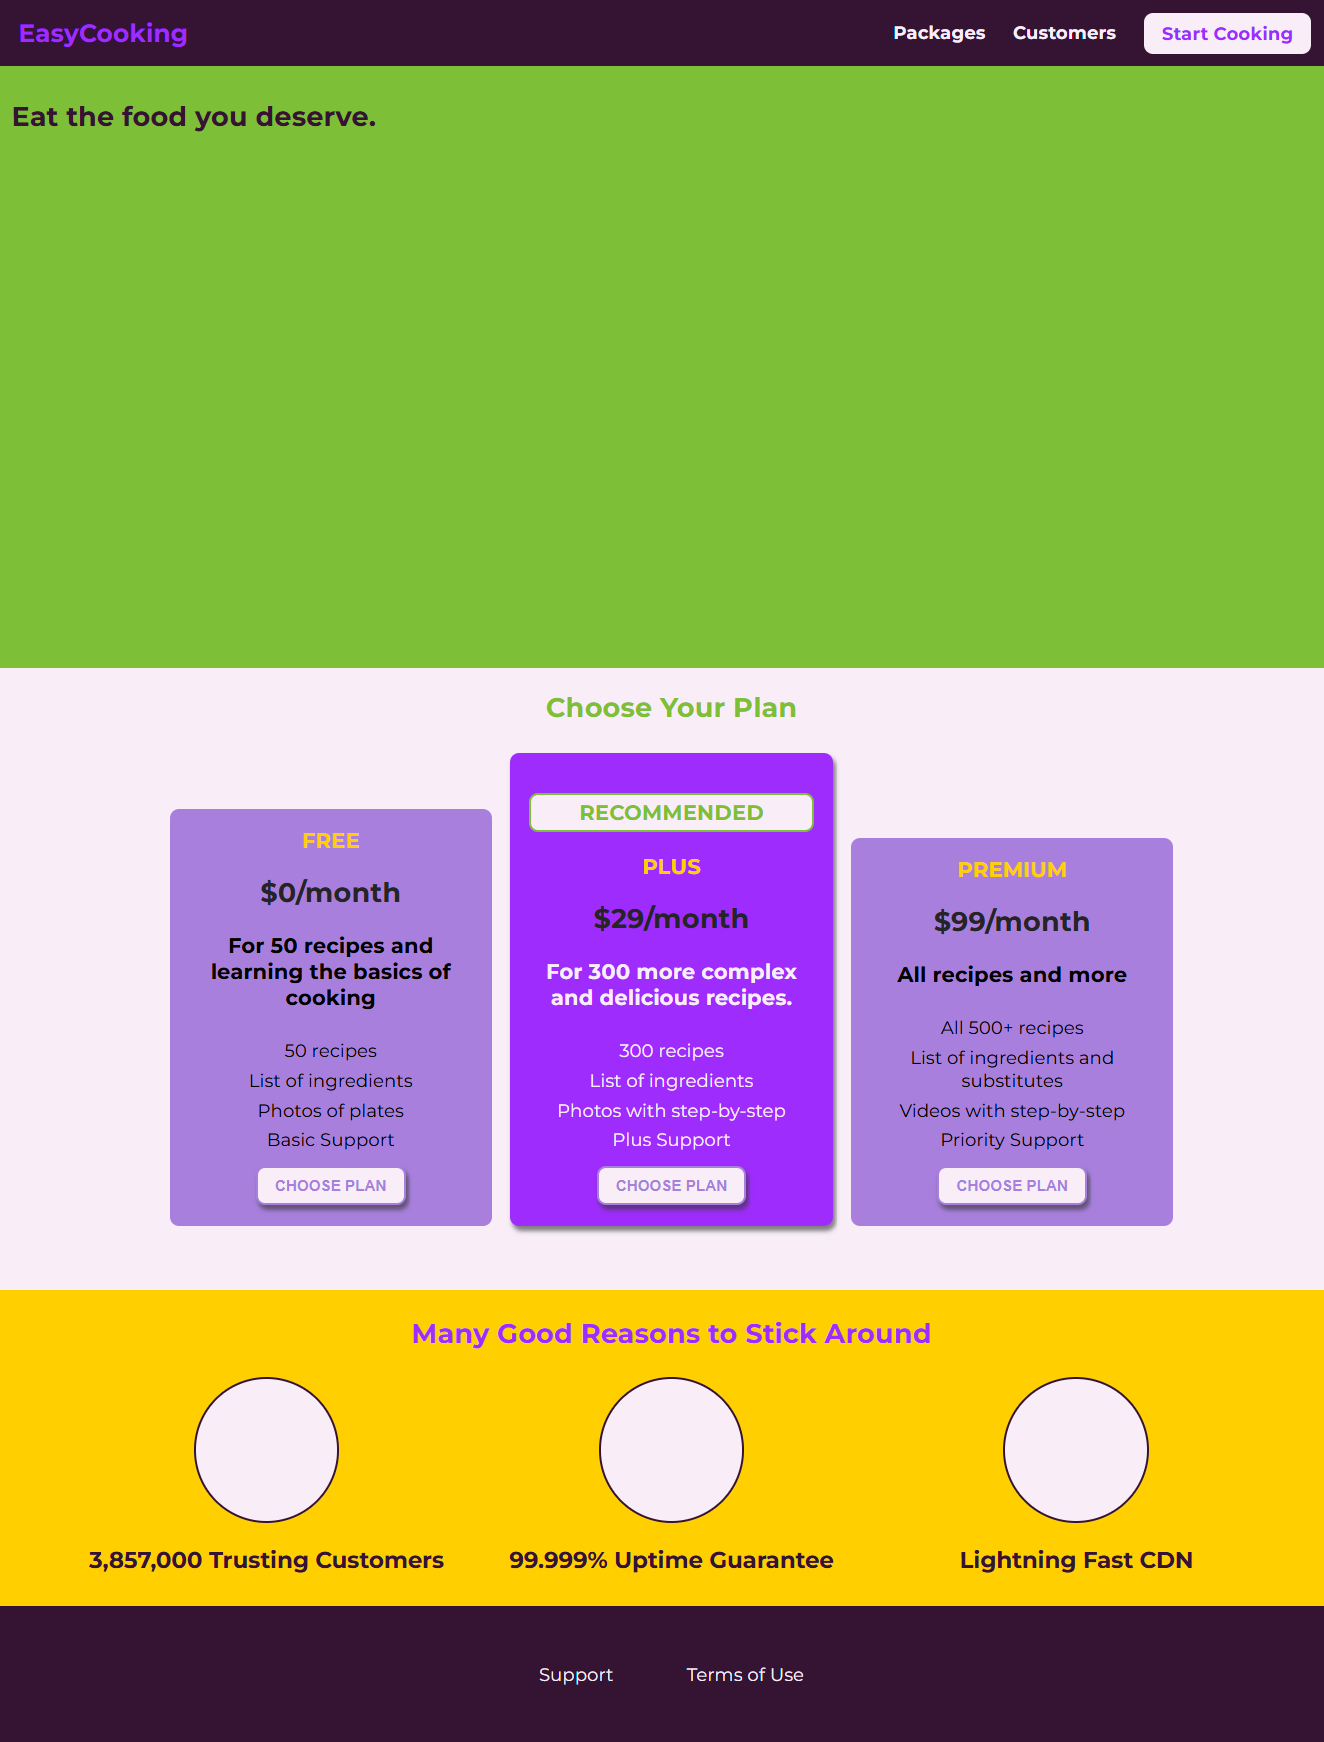 EasyCooking
Packages
Customers
Start Cooking
Eat the food you deserve.
Choose Your Plan
FREE
$0/month
For 50 recipes and
learning the basics of
cooking
50 recipes
List of ingredients
Photos of plates
Basic Support
CHOOSE PLAN
RECOMMENDED
PLUS
$29/month
For 300 more complex
and delicious recipes.
300 recipes
List of ingredients
Photos with step-by-step
Plus Support
CHOOSE PLAN
PREMIUM
$99/month
All recipes and more
All 500+ recipes
List of ingredients and
substitutes
Videos with step-by-step
Priority Support
CHOOSE PLAN
Many Good Reasons to Stick Around
3,857,000 Trusting Customers
99.999% Uptime Guarantee
Lightning Fast CDN
Support
Terms of Use